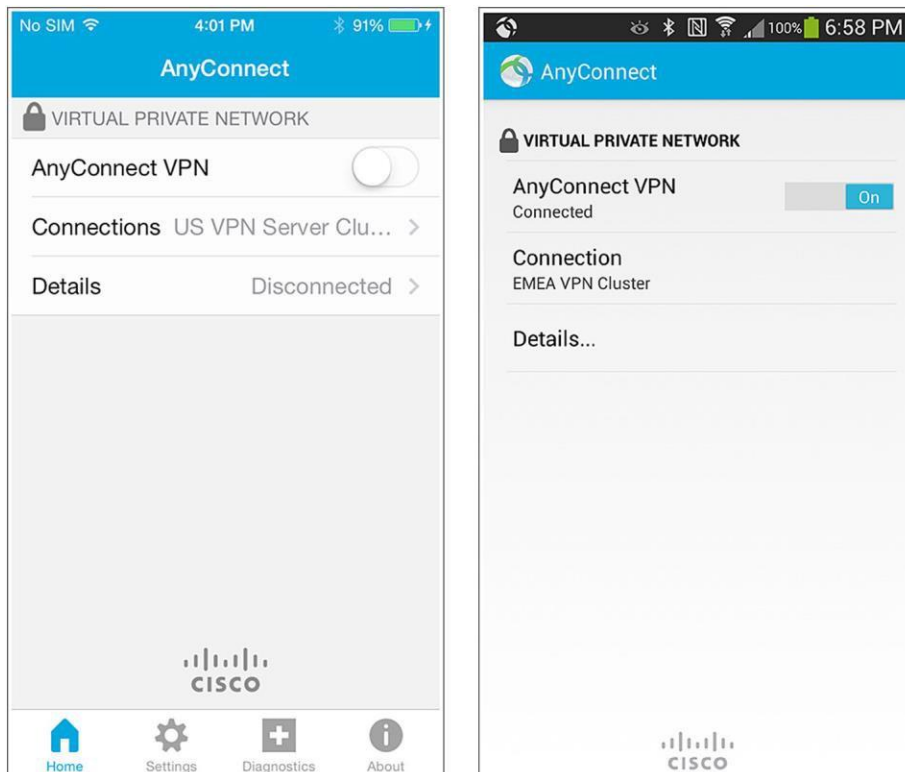 No SIM 4:01 PM 91%
AnyConnect
VIRTUAL PRIVATE NETWORK
AnyConnect VPN
Connections US VPN Server Clu...
Details Disconnected
CISCO
Home Settings Diagnostics About
100% 6:58 PM
AnyConnect
VIRTUAL PRIVATE NETWORK
AnyConnect VPN
Connected
On
Connection
EMEA VPN Cluster
Details...
CISCO